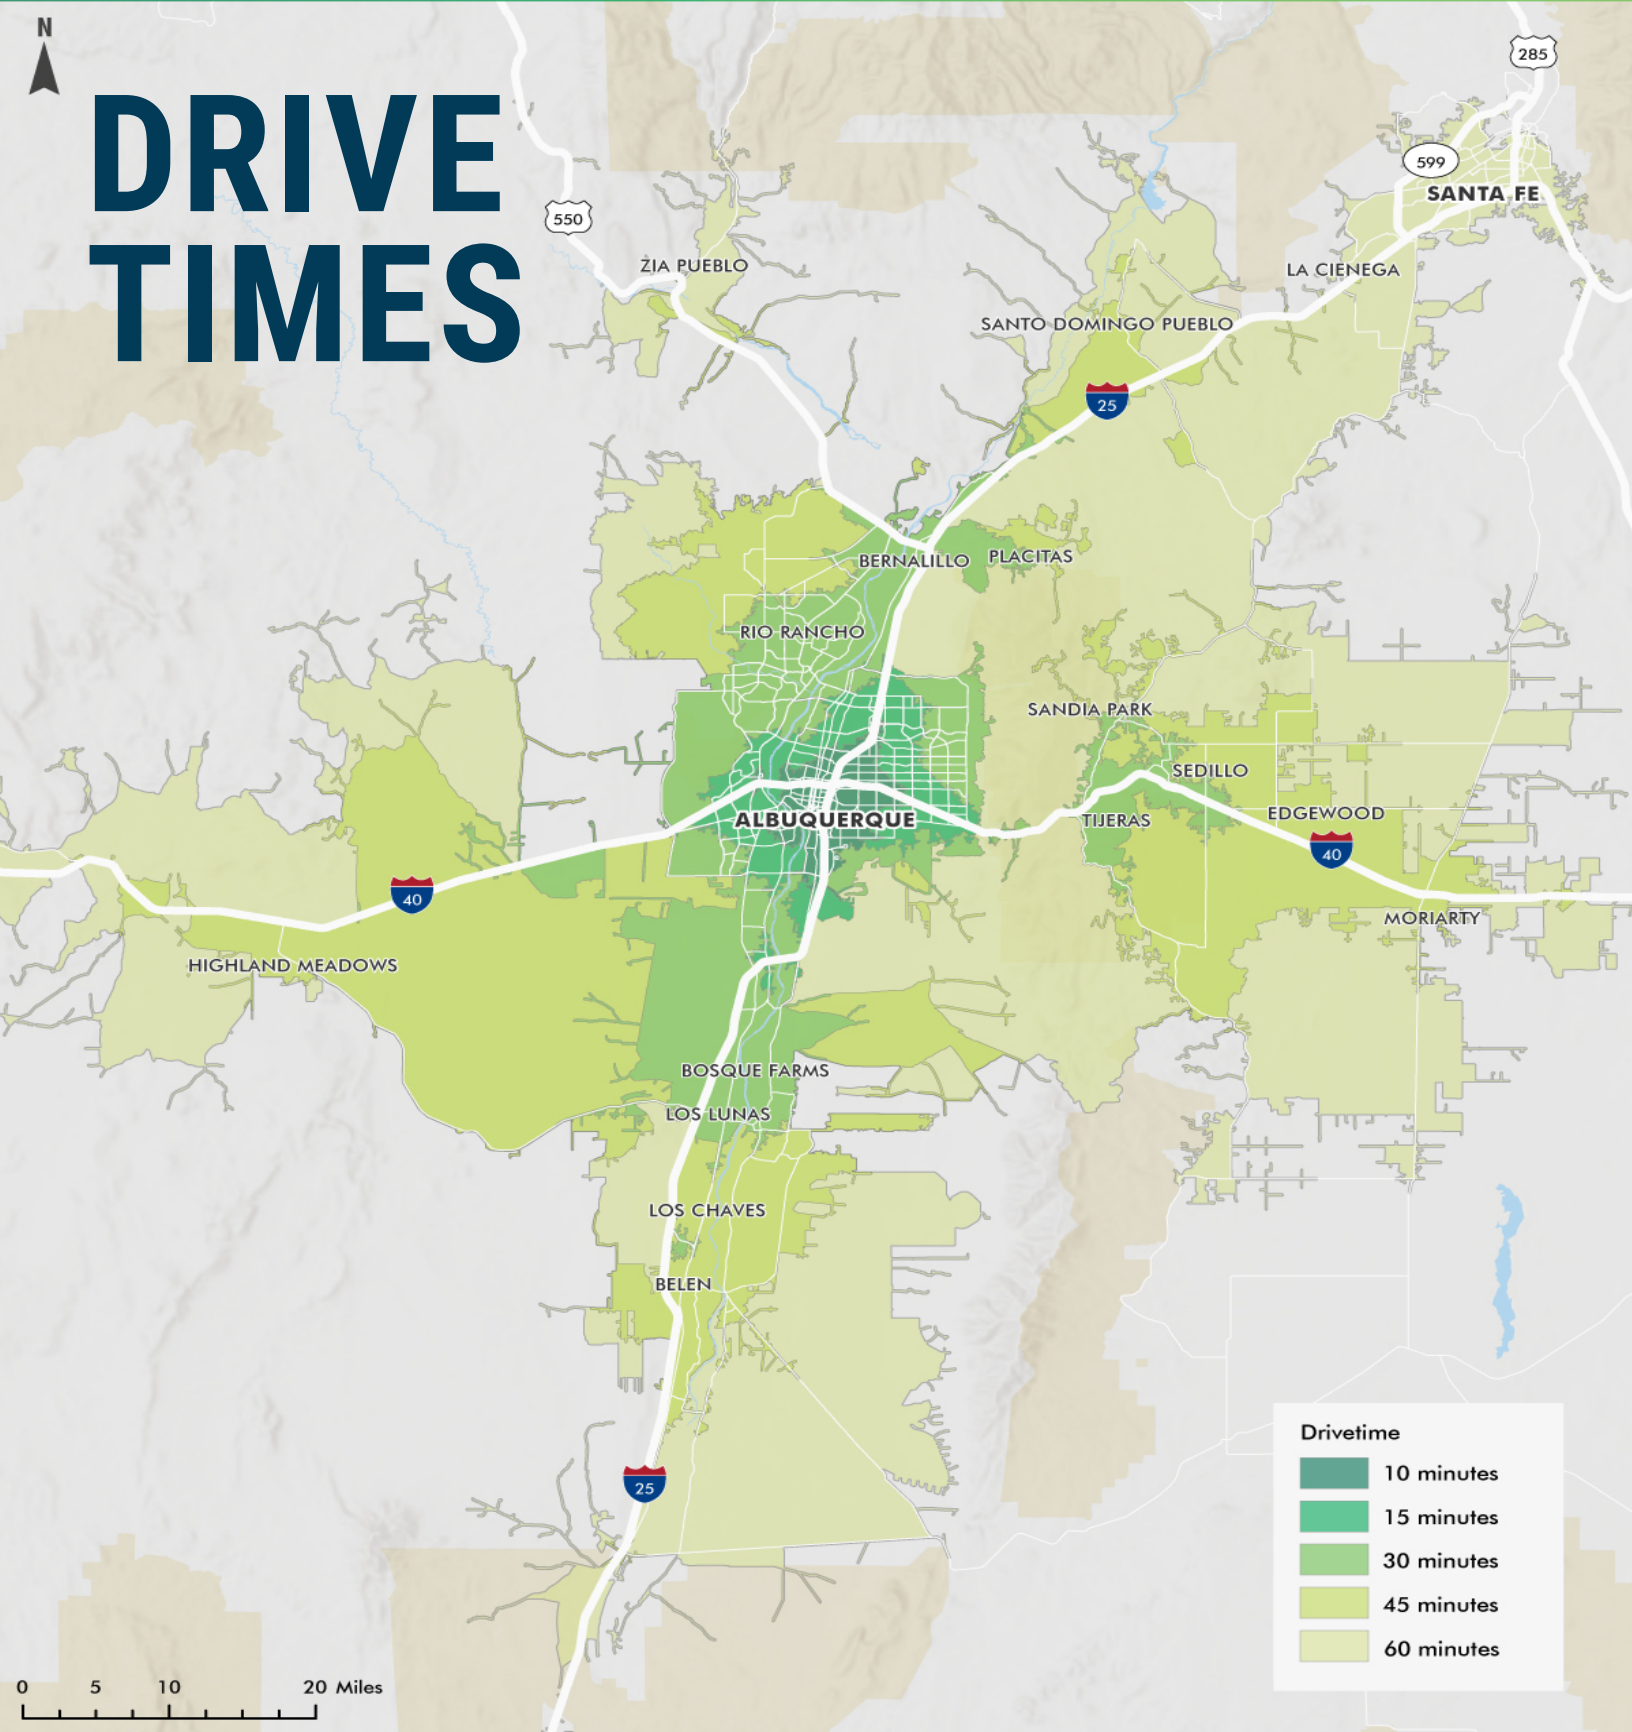 N
DRIVE
TIMES
285
599
SANTA FE
550
ZIA PUEBLO
LA CIENEGA
SANTO DOMINGO PUEBLO
25
BERNALILLO
PLACITAS
RIO RANCHO
SANDIA PARK
SEDILLO
ALBUQUERQUE
TIJERAS
EDGEWOOD
40
40
MORIARTY
HIGHLAND MEADOWS
BOSQUE FARMS
LOS LUNAS
LOS CHAVES
BELEN
25
Drivetime
10 minutes
15 minutes
30 minutes
45 minutes
60 minutes
0 5 10 20 Miles